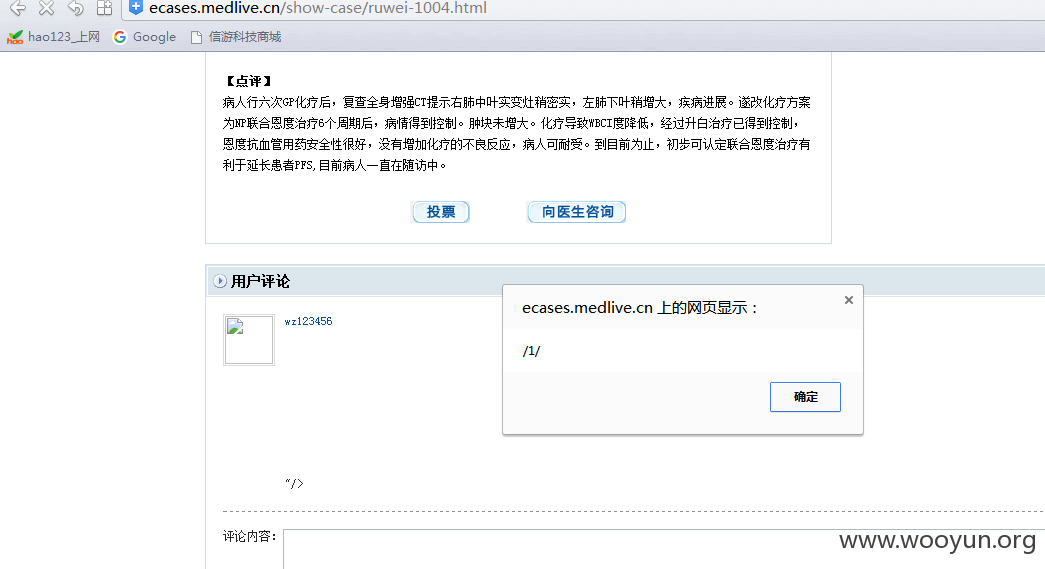 ecases.medlive.cn/show-case/ruwei-1004.html
hao123_上网 Google 信游科技商城
【点评】
病人行六次GP化疗后，复查全身增强CT提示右肺中叶实变灶稍密实，左肺下叶稍增大，疾病进展。遂改化疗方案
为NP联合恩度治疗6个周期后，病情得到控制。肿块未增大。化疗导致WBCI度降低，经过升白治疗已得到控制，
恩度抗血管用药安全性很好，没有增加化疗的不良反应，病人可耐受。到目前为止，初步可认定联合恩度治疗有
利于延长患者PFS,目前病人一直在随访中。
投票 向医生咨询
用户评论
wz123456
ecases.medlive.cn 上的网页显示：
/1/
确定
"/>
评论内容：
www.wooyun.org